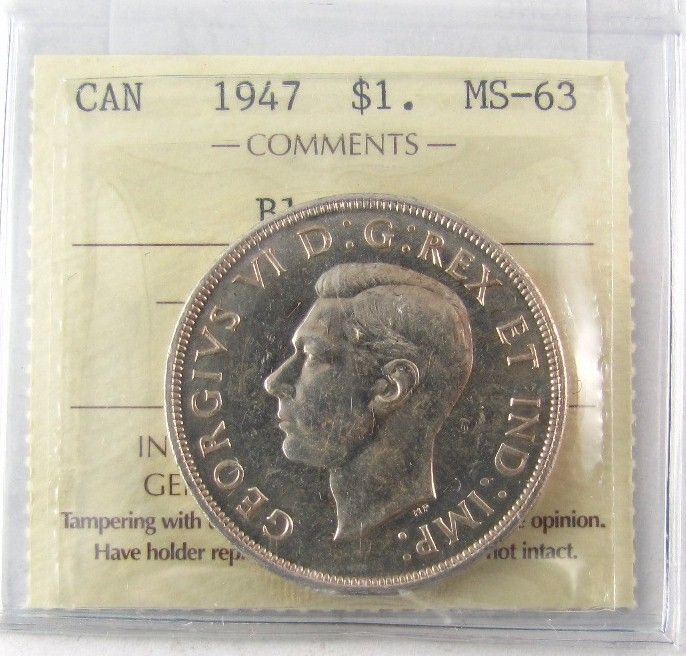 CAN 1947 $1. MS-63
— COMMENTS —
GEORGIVS VI D:G:REX ET IND:IMP:
HP
Tampering with opinion.
Have holder not intact.